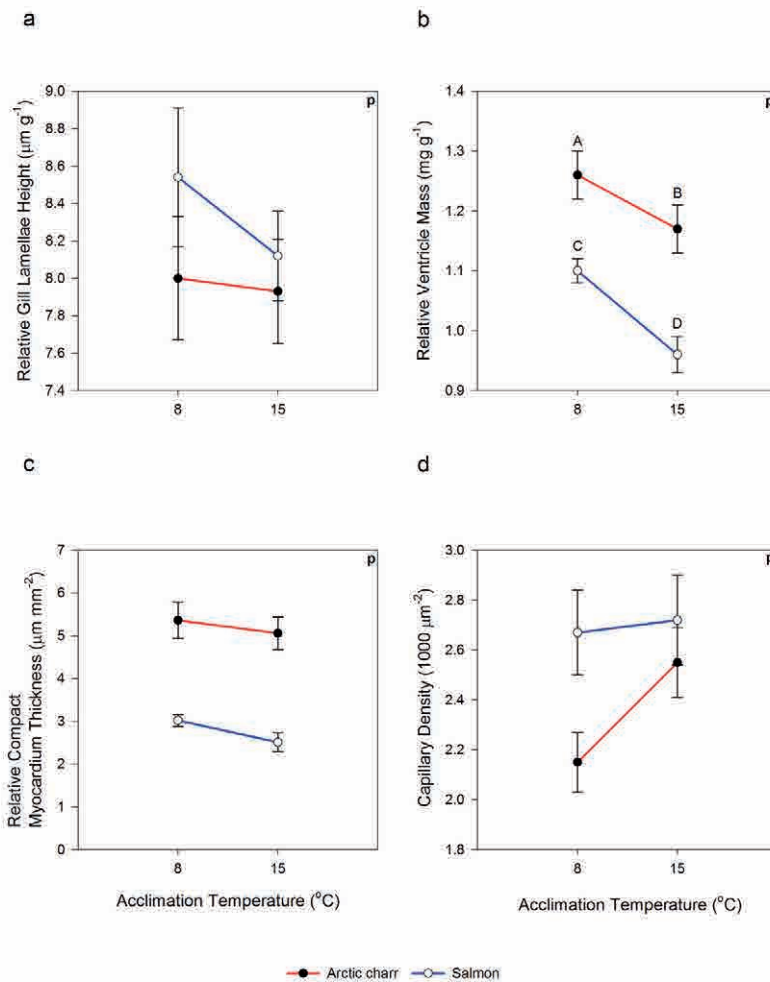 a
b
Relative Gill Lamellae Height (µm g⁻¹)
9.0
8.8
8.6
8.4
8.2
8.0
7.8
7.6
7.4
8
15
p
Relative Ventricle Mass (mg g⁻¹)
1.4
1.3
1.2
1.1
1.0
0.9
8
15
A
B
C
D
p
c
d
Relative Compact
Myocardium Thickness (µm mm⁻²)
7
6
5
4
3
2
1
0
8
15
p
Acclimation Temperature (°C)
Capillary Density (1000 µm⁻²)
3.0
2.8
2.6
2.4
2.2
2.0
1.8
8
15
p
Acclimation Temperature (°C)
Arctic charr
Salmon